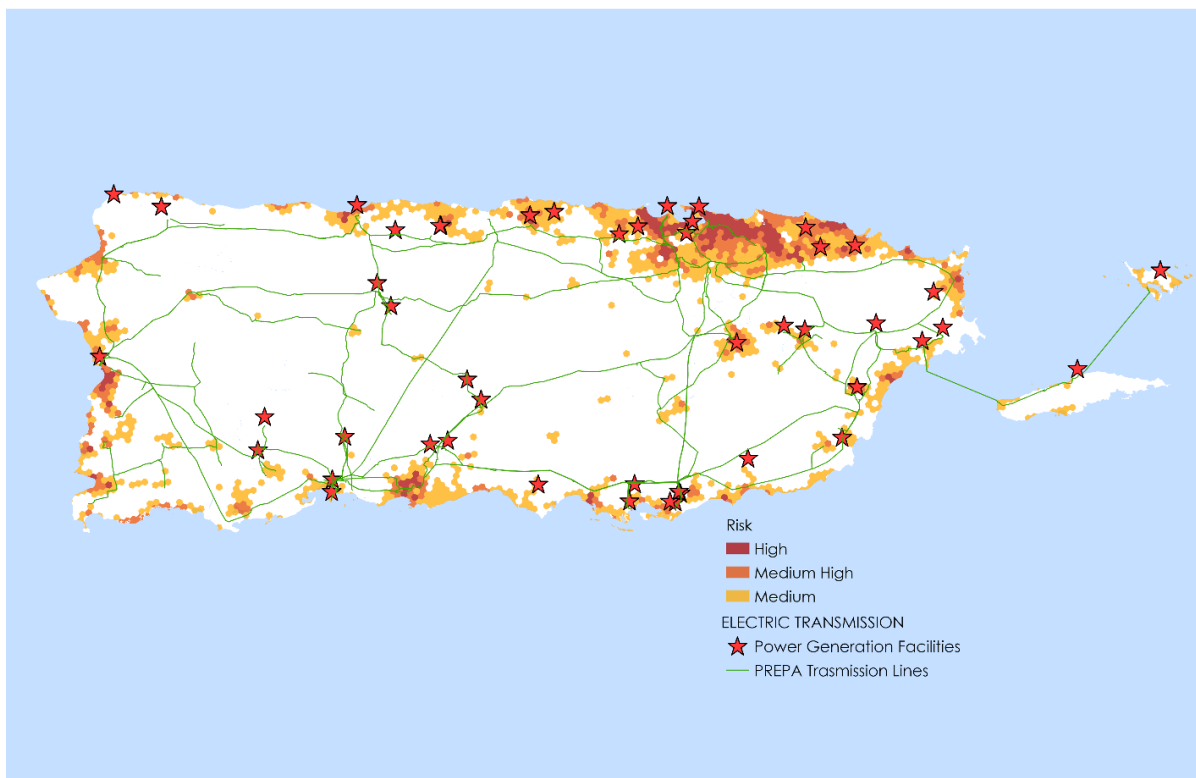 Risk
High
Medium High
Medium
ELECTRIC TRANSMISSION
Power Generation Facilities
PREPA Trasmission Lines